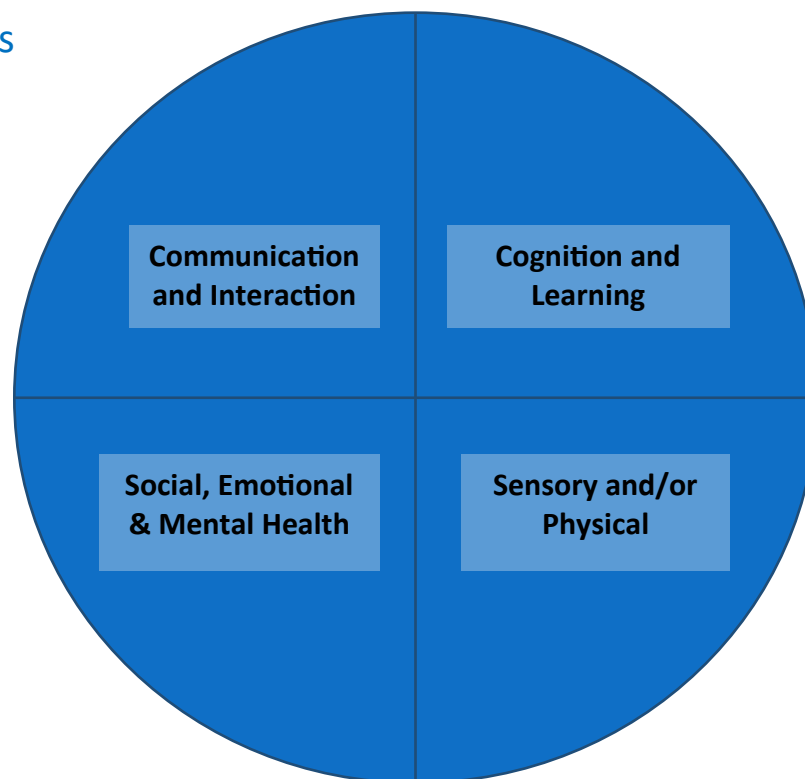 s
Communication
and Interaction
Cognition and
Learning
Social, Emotional
& Mental Health
Sensory and/or
Physical